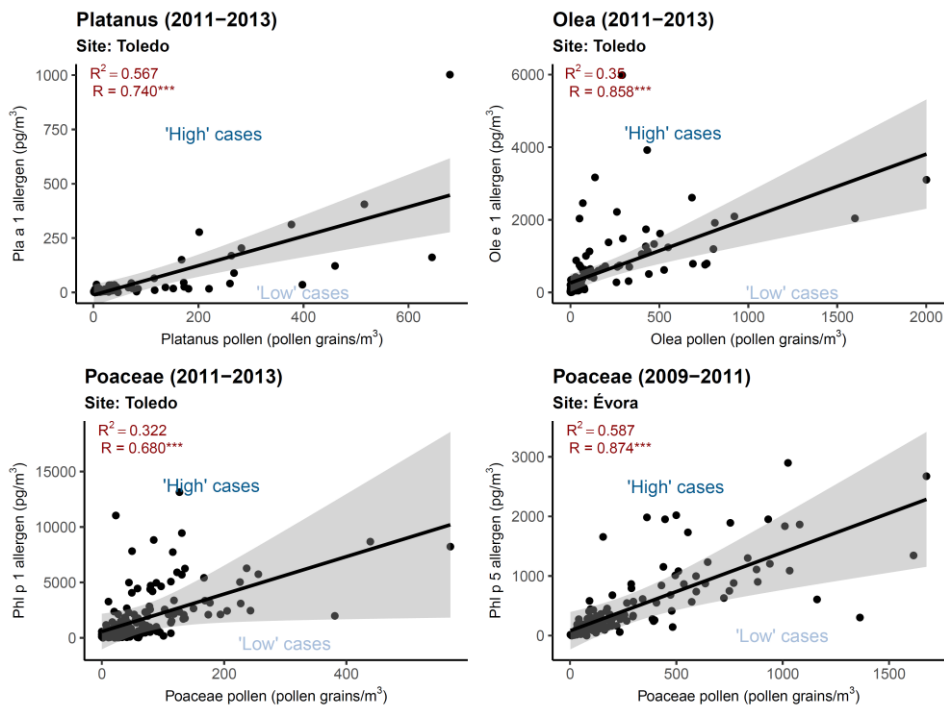 Platanus (2011−2013)
Site: Toledo
R² = 0.567
R = 0.740***
'High' cases
'Low' cases
1000
750
500
250
0
Pla a 1 allergen (pg/m³)
0 200 400 600
Platanus pollen (pollen grains/m³)
Olea (2011−2013)
Site: Toledo
R² = 0.35
R = 0.858***
'High' cases
'Low' cases
6000
4000
2000
0
Ole e 1 allergen (pg/m³)
0 500 1000 1500 2000
Olea pollen (pollen grains/m³)
Poaceae (2011−2013)
Site: Toledo
R² = 0.322
R = 0.680***
'High' cases
'Low' cases
15000
10000
5000
0
Phl p 1 allergen (pg/m³)
0 200 400
Poaceae pollen (pollen grains/m³)
Poaceae (2009−2011)
Site: Évora
R² = 0.587
R = 0.874***
'High' cases
'Low' cases
3000
2000
1000
0
Phl p 5 allergen (pg/m³)
0 500 1000 1500
Poaceae pollen (pollen grains/m³)